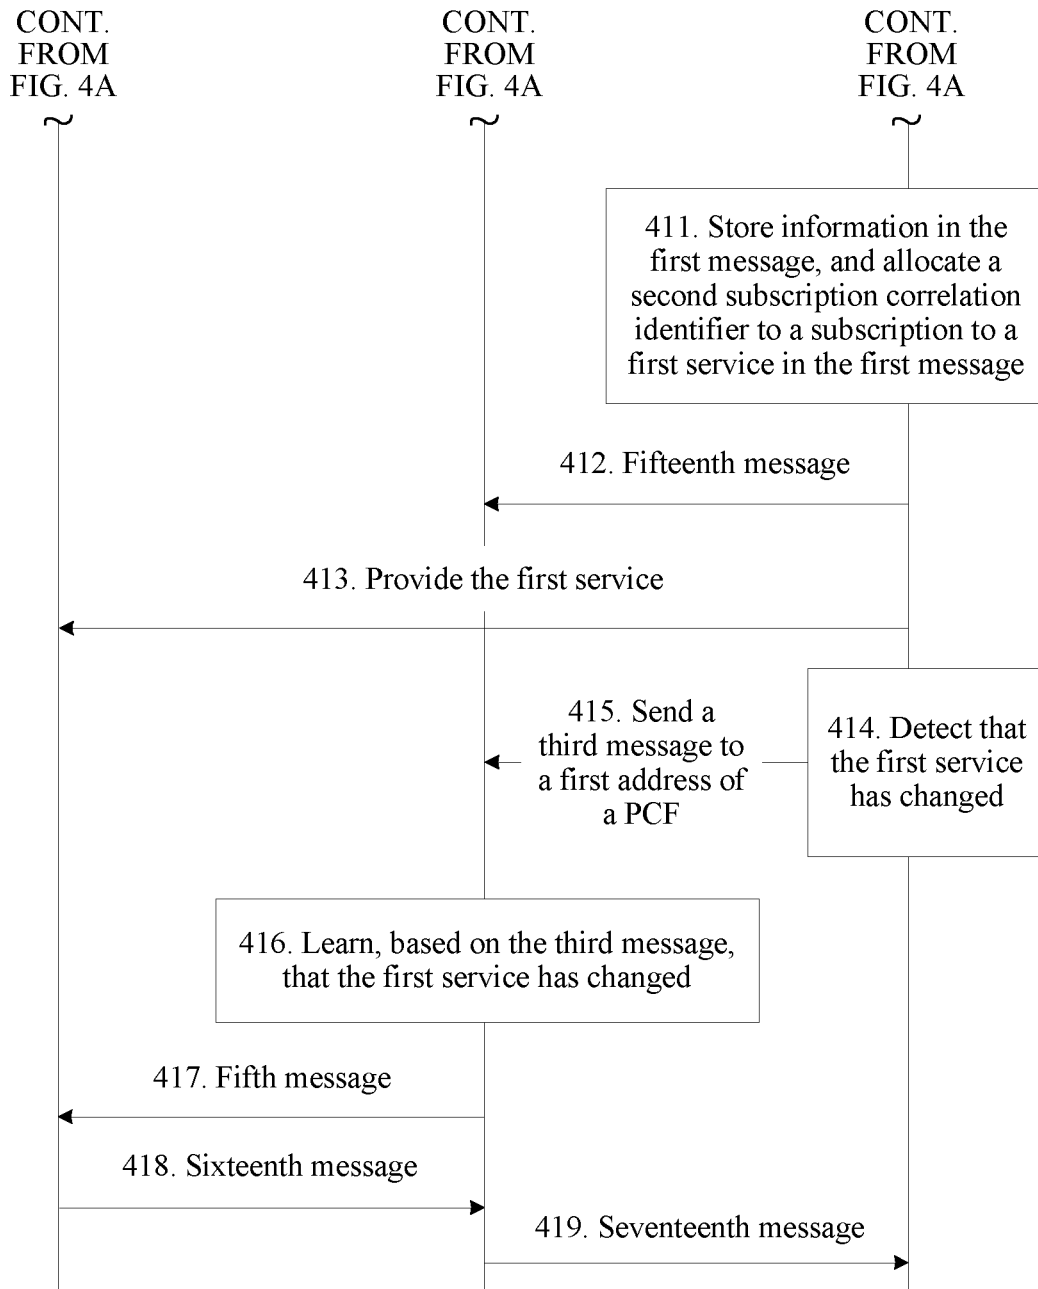 CONT.
FROM
FIG. 4A
CONT.
FROM
FIG. 4A
CONT.
FROM
FIG. 4A
411. Store information in the
first message, and allocate a
second subscription correlation
identifier to a subscription to a
first service in the first message
412. Fifteenth message
413. Provide the first service
415. Send a
third message to
a first address of
a PCF
414. Detect that
the first service
has changed
416. Learn, based on the third message,
that the first service has changed
417. Fifth message
418. Sixteenth message
419. Seventeenth message